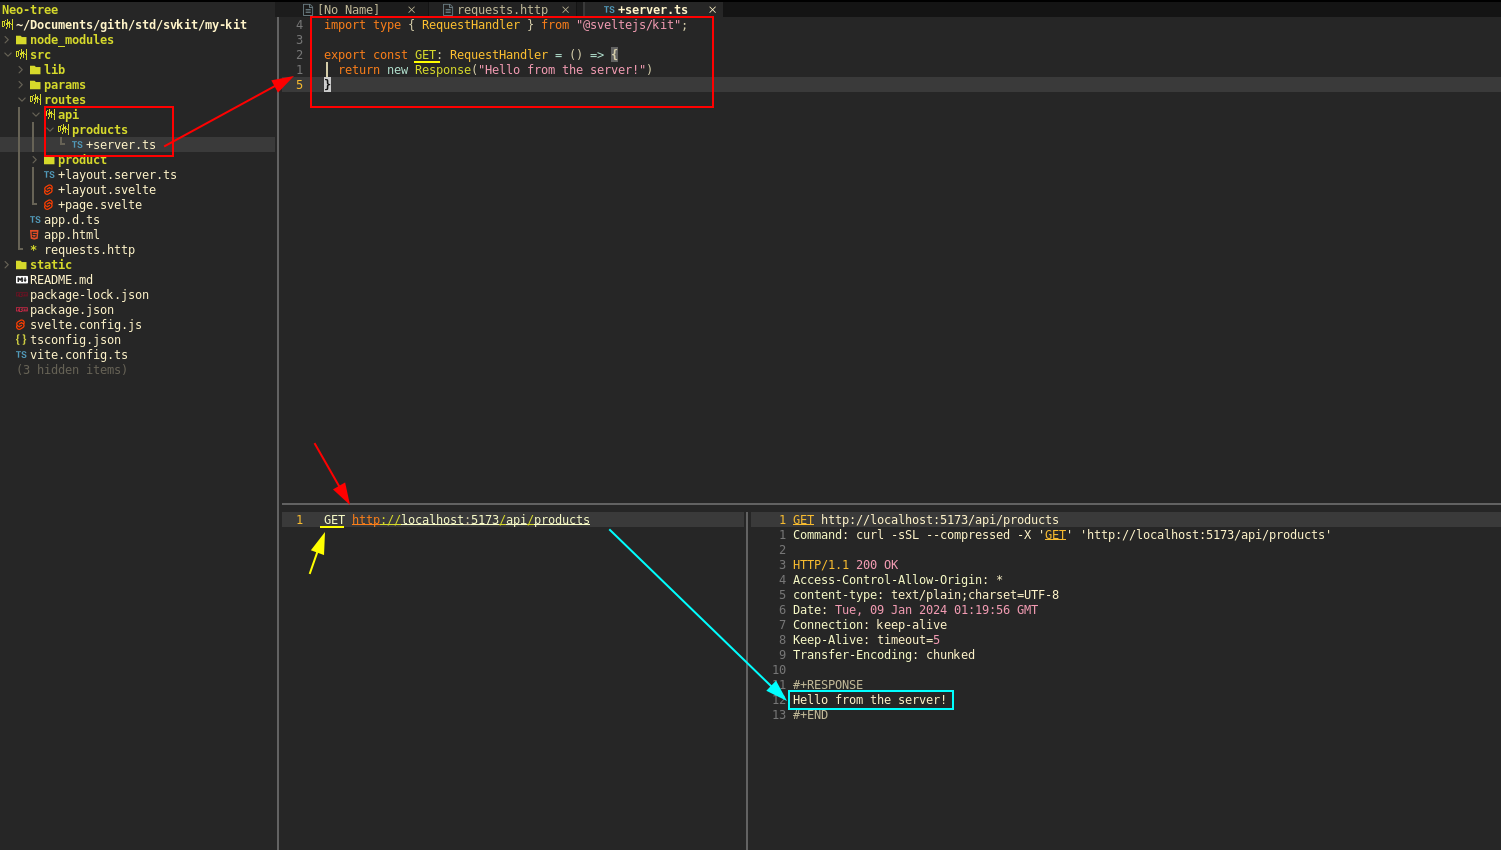 Neo-tree
~/Documents/gith/std/svkit/my-kit
node_modules
src
lib
params
routes
api
products
TS +server.ts
product
TS +layout.server.ts
+layout.svelte
+page.svelte
TS app.d.ts
app.html
* requests.http
static
README.md
package-lock.json
package.json
svelte.config.js
{} tsconfig.json
TS vite.config.ts
(3 hidden items)
[No Name] × requests.http × TS +server.ts ×
4 import type { RequestHandler } from "@sveltejs/kit";
3
2 export const GET: RequestHandler = () => {
1 return new Response("Hello from the server!")
5 }
1 GET http://localhost:5173/api/products
1 GET http://localhost:5173/api/products
1 Command: curl -sSL --compressed -X 'GET' 'http://localhost:5173/api/products'
2
3 HTTP/1.1 200 OK
4 Access-Control-Allow-Origin: *
5 content-type: text/plain;charset=UTF-8
6 Date: Tue, 09 Jan 2024 01:19:56 GMT
7 Connection: keep-alive
8 Keep-Alive: timeout=5
9 Transfer-Encoding: chunked
10
11 #+RESPONSE
12 Hello from the server!
13 #+END